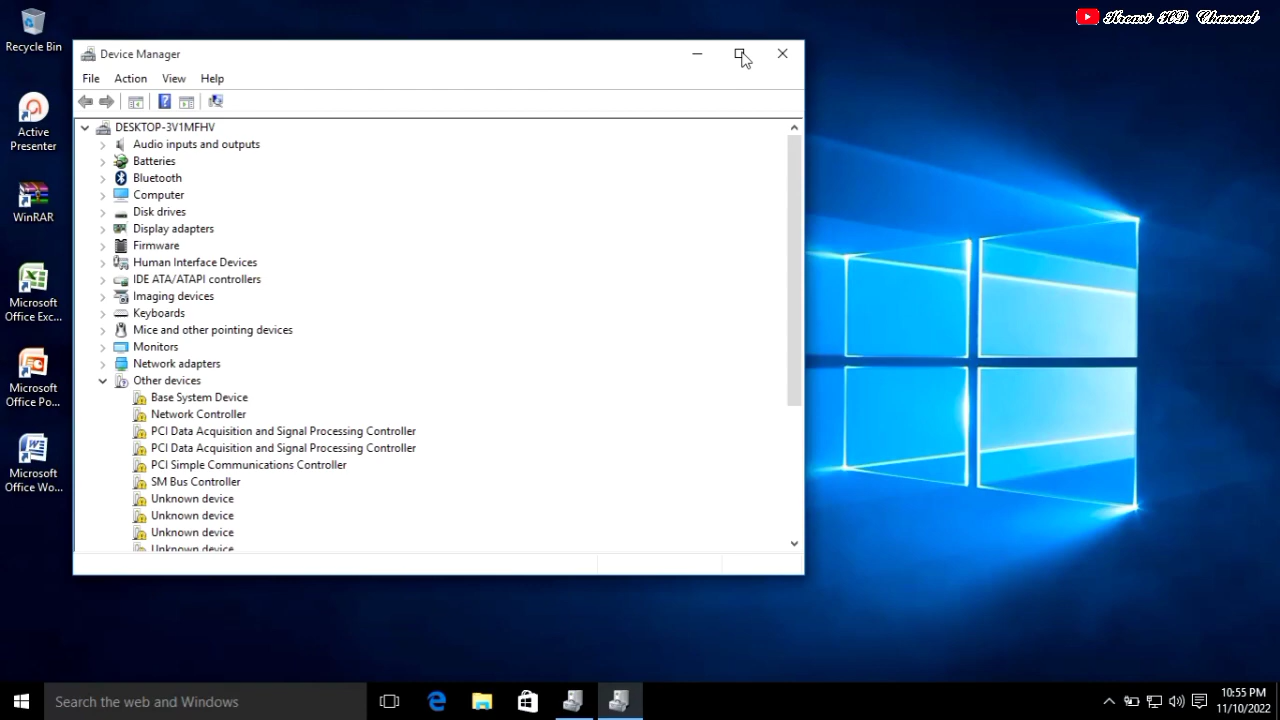 Recycle Bin
Active
Presenter
WinRAR
Microsoft
Office Exc...
Microsoft
Office Po...
Microsoft
Office Wo...
Device Manager
File Action View Help
DESKTOP-3V1MFHV
Audio inputs and outputs
Batteries
Bluetooth
Computer
Disk drives
Display adapters
Firmware
Human Interface Devices
IDE ATA/ATAPI controllers
Imaging devices
Keyboards
Mice and other pointing devices
Monitors
Network adapters
Other devices
Base System Device
Network Controller
PCI Data Acquisition and Signal Processing Controller
PCI Data Acquisition and Signal Processing Controller
PCI Simple Communications Controller
SM Bus Controller
Unknown device
Unknown device
Unknown device
Unknown device
Channel
Search the web and Windows
10:55 PM
11/10/2022